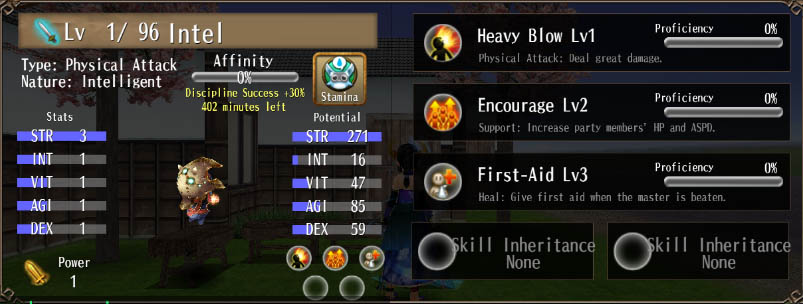 Lv 1/ 96 Intel
Type: Physical Attack
Nature: Intelligent
Affinity
0%
Discipline Success +30%
402 minutes left
Stamina
Stats
STR 3
INT 1
VIT 1
AGI 1
DEX 1
Power
1
Potential
STR 271
INT 16
VIT 47
AGI 85
DEX 59
Heavy Blow Lv1
Proficiency 0%
Physical Attack: Deal great damage.
Encourage Lv2
Proficiency 0%
Support: Increase party members' HP and ASPD.
First-Aid Lv3
Proficiency 0%
Heal: Give first aid when the master is beaten.
Skill Inheritance
None
Skill Inheritance
None